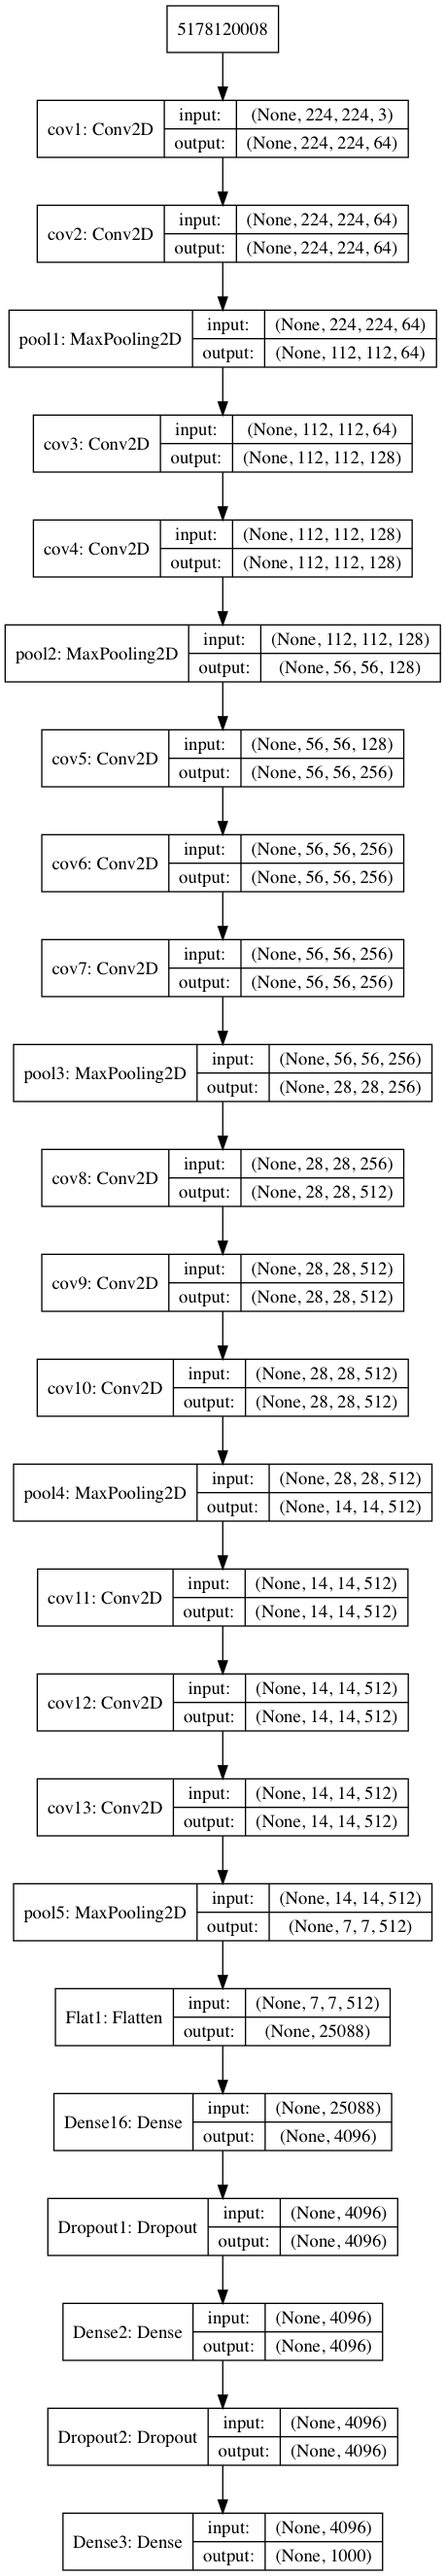 5178120008
cov1: Conv2D
input: (None, 224, 224, 3)
output: (None, 224, 224, 64)
cov2: Conv2D
input: (None, 224, 224, 64)
output: (None, 224, 224, 64)
pool1: MaxPooling2D
input: (None, 224, 224, 64)
output: (None, 112, 112, 64)
cov3: Conv2D
input: (None, 112, 112, 64)
output: (None, 112, 112, 128)
cov4: Conv2D
input: (None, 112, 112, 128)
output: (None, 112, 112, 128)
pool2: MaxPooling2D
input: (None, 112, 112, 128)
output: (None, 56, 56, 128)
cov5: Conv2D
input: (None, 56, 56, 128)
output: (None, 56, 56, 256)
cov6: Conv2D
input: (None, 56, 56, 256)
output: (None, 56, 56, 256)
cov7: Conv2D
input: (None, 56, 56, 256)
output: (None, 56, 56, 256)
pool3: MaxPooling2D
input: (None, 56, 56, 256)
output: (None, 28, 28, 256)
cov8: Conv2D
input: (None, 28, 28, 256)
output: (None, 28, 28, 512)
cov9: Conv2D
input: (None, 28, 28, 512)
output: (None, 28, 28, 512)
cov10: Conv2D
input: (None, 28, 28, 512)
output: (None, 28, 28, 512)
pool4: MaxPooling2D
input: (None, 28, 28, 512)
output: (None, 14, 14, 512)
cov11: Conv2D
input: (None, 14, 14, 512)
output: (None, 14, 14, 512)
cov12: Conv2D
input: (None, 14, 14, 512)
output: (None, 14, 14, 512)
cov13: Conv2D
input: (None, 14, 14, 512)
output: (None, 14, 14, 512)
pool5: MaxPooling2D
input: (None, 14, 14, 512)
output: (None, 7, 7, 512)
Flat1: Flatten
input: (None, 7, 7, 512)
output: (None, 25088)
Dense16: Dense
input: (None, 25088)
output: (None, 4096)
Dropout1: Dropout
input: (None, 4096)
output: (None, 4096)
Dense2: Dense
input: (None, 4096)
output: (None, 4096)
Dropout2: Dropout
input: (None, 4096)
output: (None, 4096)
Dense3: Dense
input: (None, 4096)
output: (None, 1000)